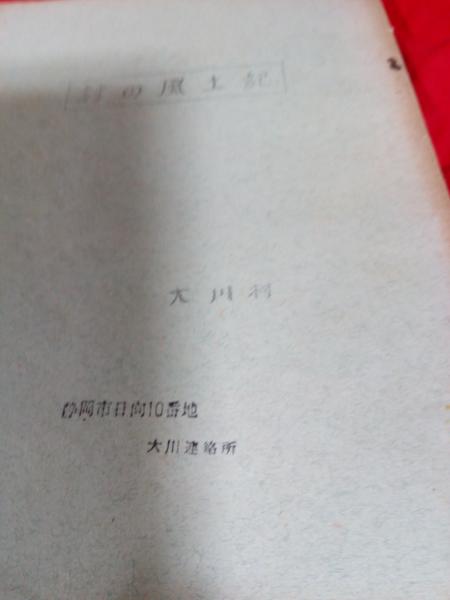 村の風土記
大川村
静岡市日向10番地
大川連絡所